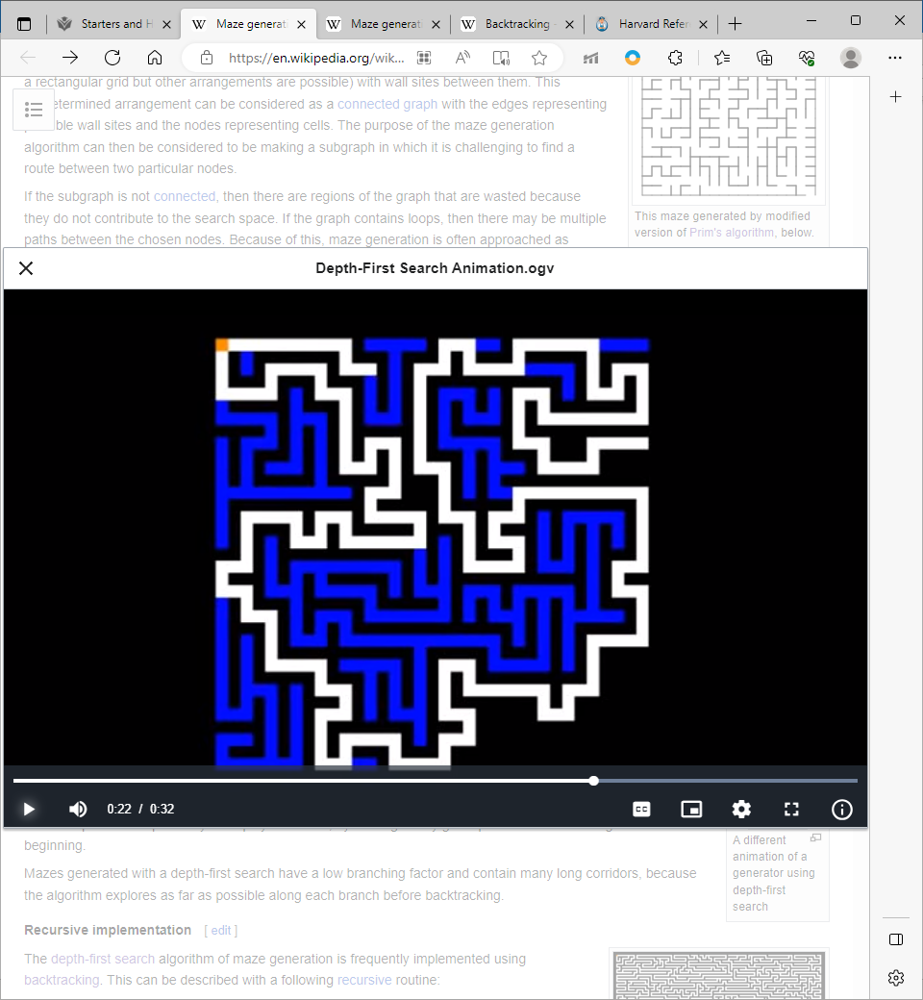 Starters and H
Maze generat
Maze generat
Backtracking -
Harvard Refer
https://en.wikipedia.org/wik...
a rectangular grid but other arrangements are possible) with wall sites between them. This
etermined arrangement can be considered as a connected graph with the edges representing
ble wall sites and the nodes representing cells. The purpose of the maze generation
algorithm can then be considered to be making a subgraph in which it is challenging to find a
route between two particular nodes.
If the subgraph is not connected, then there are regions of the graph that are wasted because
they do not contribute to the search space. If the graph contains loops, then there may be multiple
paths between the chosen nodes. Because of this, maze generation is often approached as
This maze generated by modified
version of Prim's algorithm, below.
Depth-First Search Animation.ogv
0:22 / 0:32
CC
beginning.
Mazes generated with a depth-first search have a low branching factor and contain many long corridors, because
the algorithm explores as far as possible along each branch before backtracking.
A different
animation of a
generator using
depth-first
search
Recursive implementation [ edit ]
The depth-first search algorithm of maze generation is frequently implemented using
backtracking. This can be described with a following recursive routine: